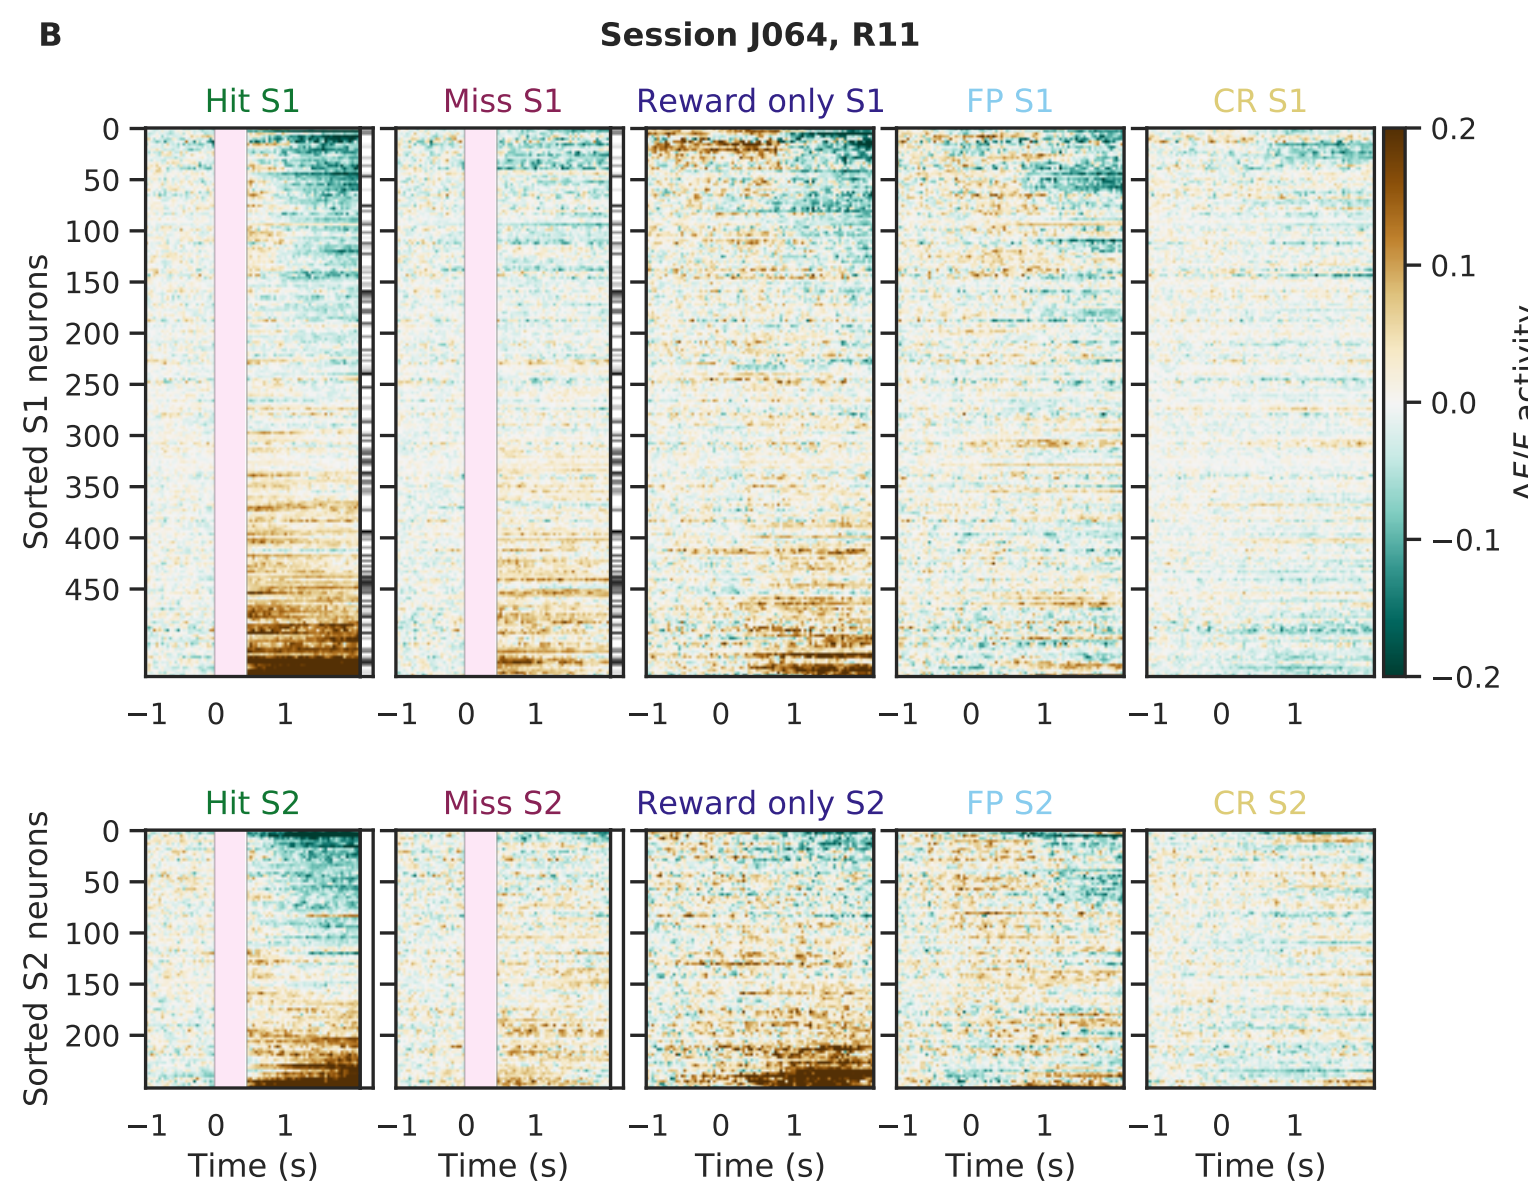 B
Session J064, R11
Hit S1
Miss S1
Reward only S1
FP S1
CR S1
Sorted S1 neurons
0
50
100
150
200
250
300
350
400
450
−1 0 1
−1 0 1
−1 0 1
−1 0 1
−1 0 1
0.2
0.1
0.0
−0.1
−0.2
ΔF/F activity
Hit S2
Miss S2
Reward only S2
FP S2
CR S2
Sorted S2 neurons
0
50
100
150
200
−1 0 1
−1 0 1
−1 0 1
−1 0 1
−1 0 1
Time (s)
Time (s)
Time (s)
Time (s)
Time (s)